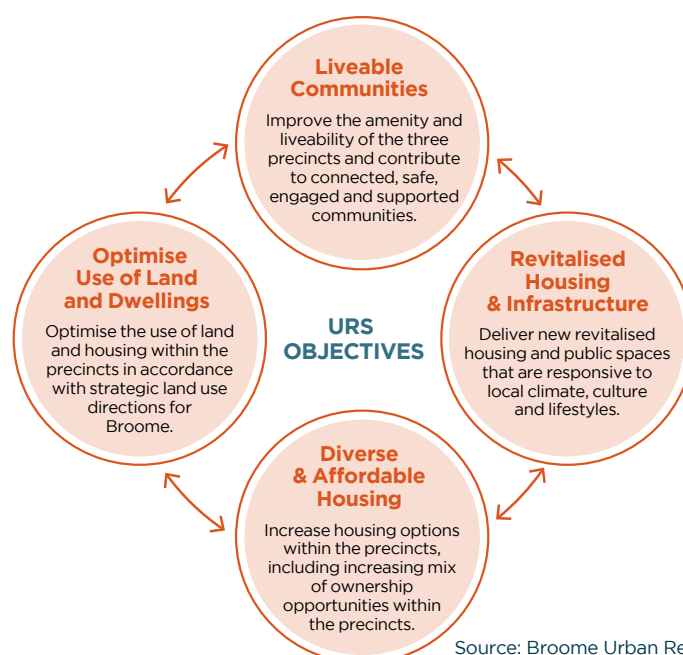 Liveable
Communities
Improve the amenity and
liveability of the three
precincts and contribute
to connected, safe,
engaged and supported
communities.
Optimise
Use of Land
and Dwellings
Optimise the use of land
and housing within the
precincts in accordance
with strategic land use
directions for
Broome.
URS
OBJECTIVES
Revitalised
Housing
& Infrastructure
Deliver new revitalised
housing and public spaces
that are responsive to
local climate, culture
and lifestyles.
Diverse
& Affordable
Housing
Increase housing options
within the precincts,
including increasing mix
of ownership
opportunities within
the precincts.
Source: Broome Urban Re